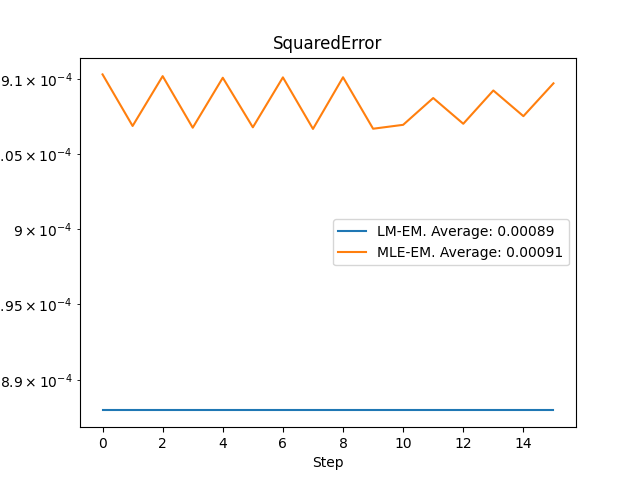 SquaredError
9.1 × 10⁻⁴
.05 × 10⁻⁴
9 × 10⁻⁴
.95 × 10⁻⁴
8.9 × 10⁻⁴
LM-EM. Average: 0.00089
MLE-EM. Average: 0.00091
0 2 4 6 8 10 12 14
Step